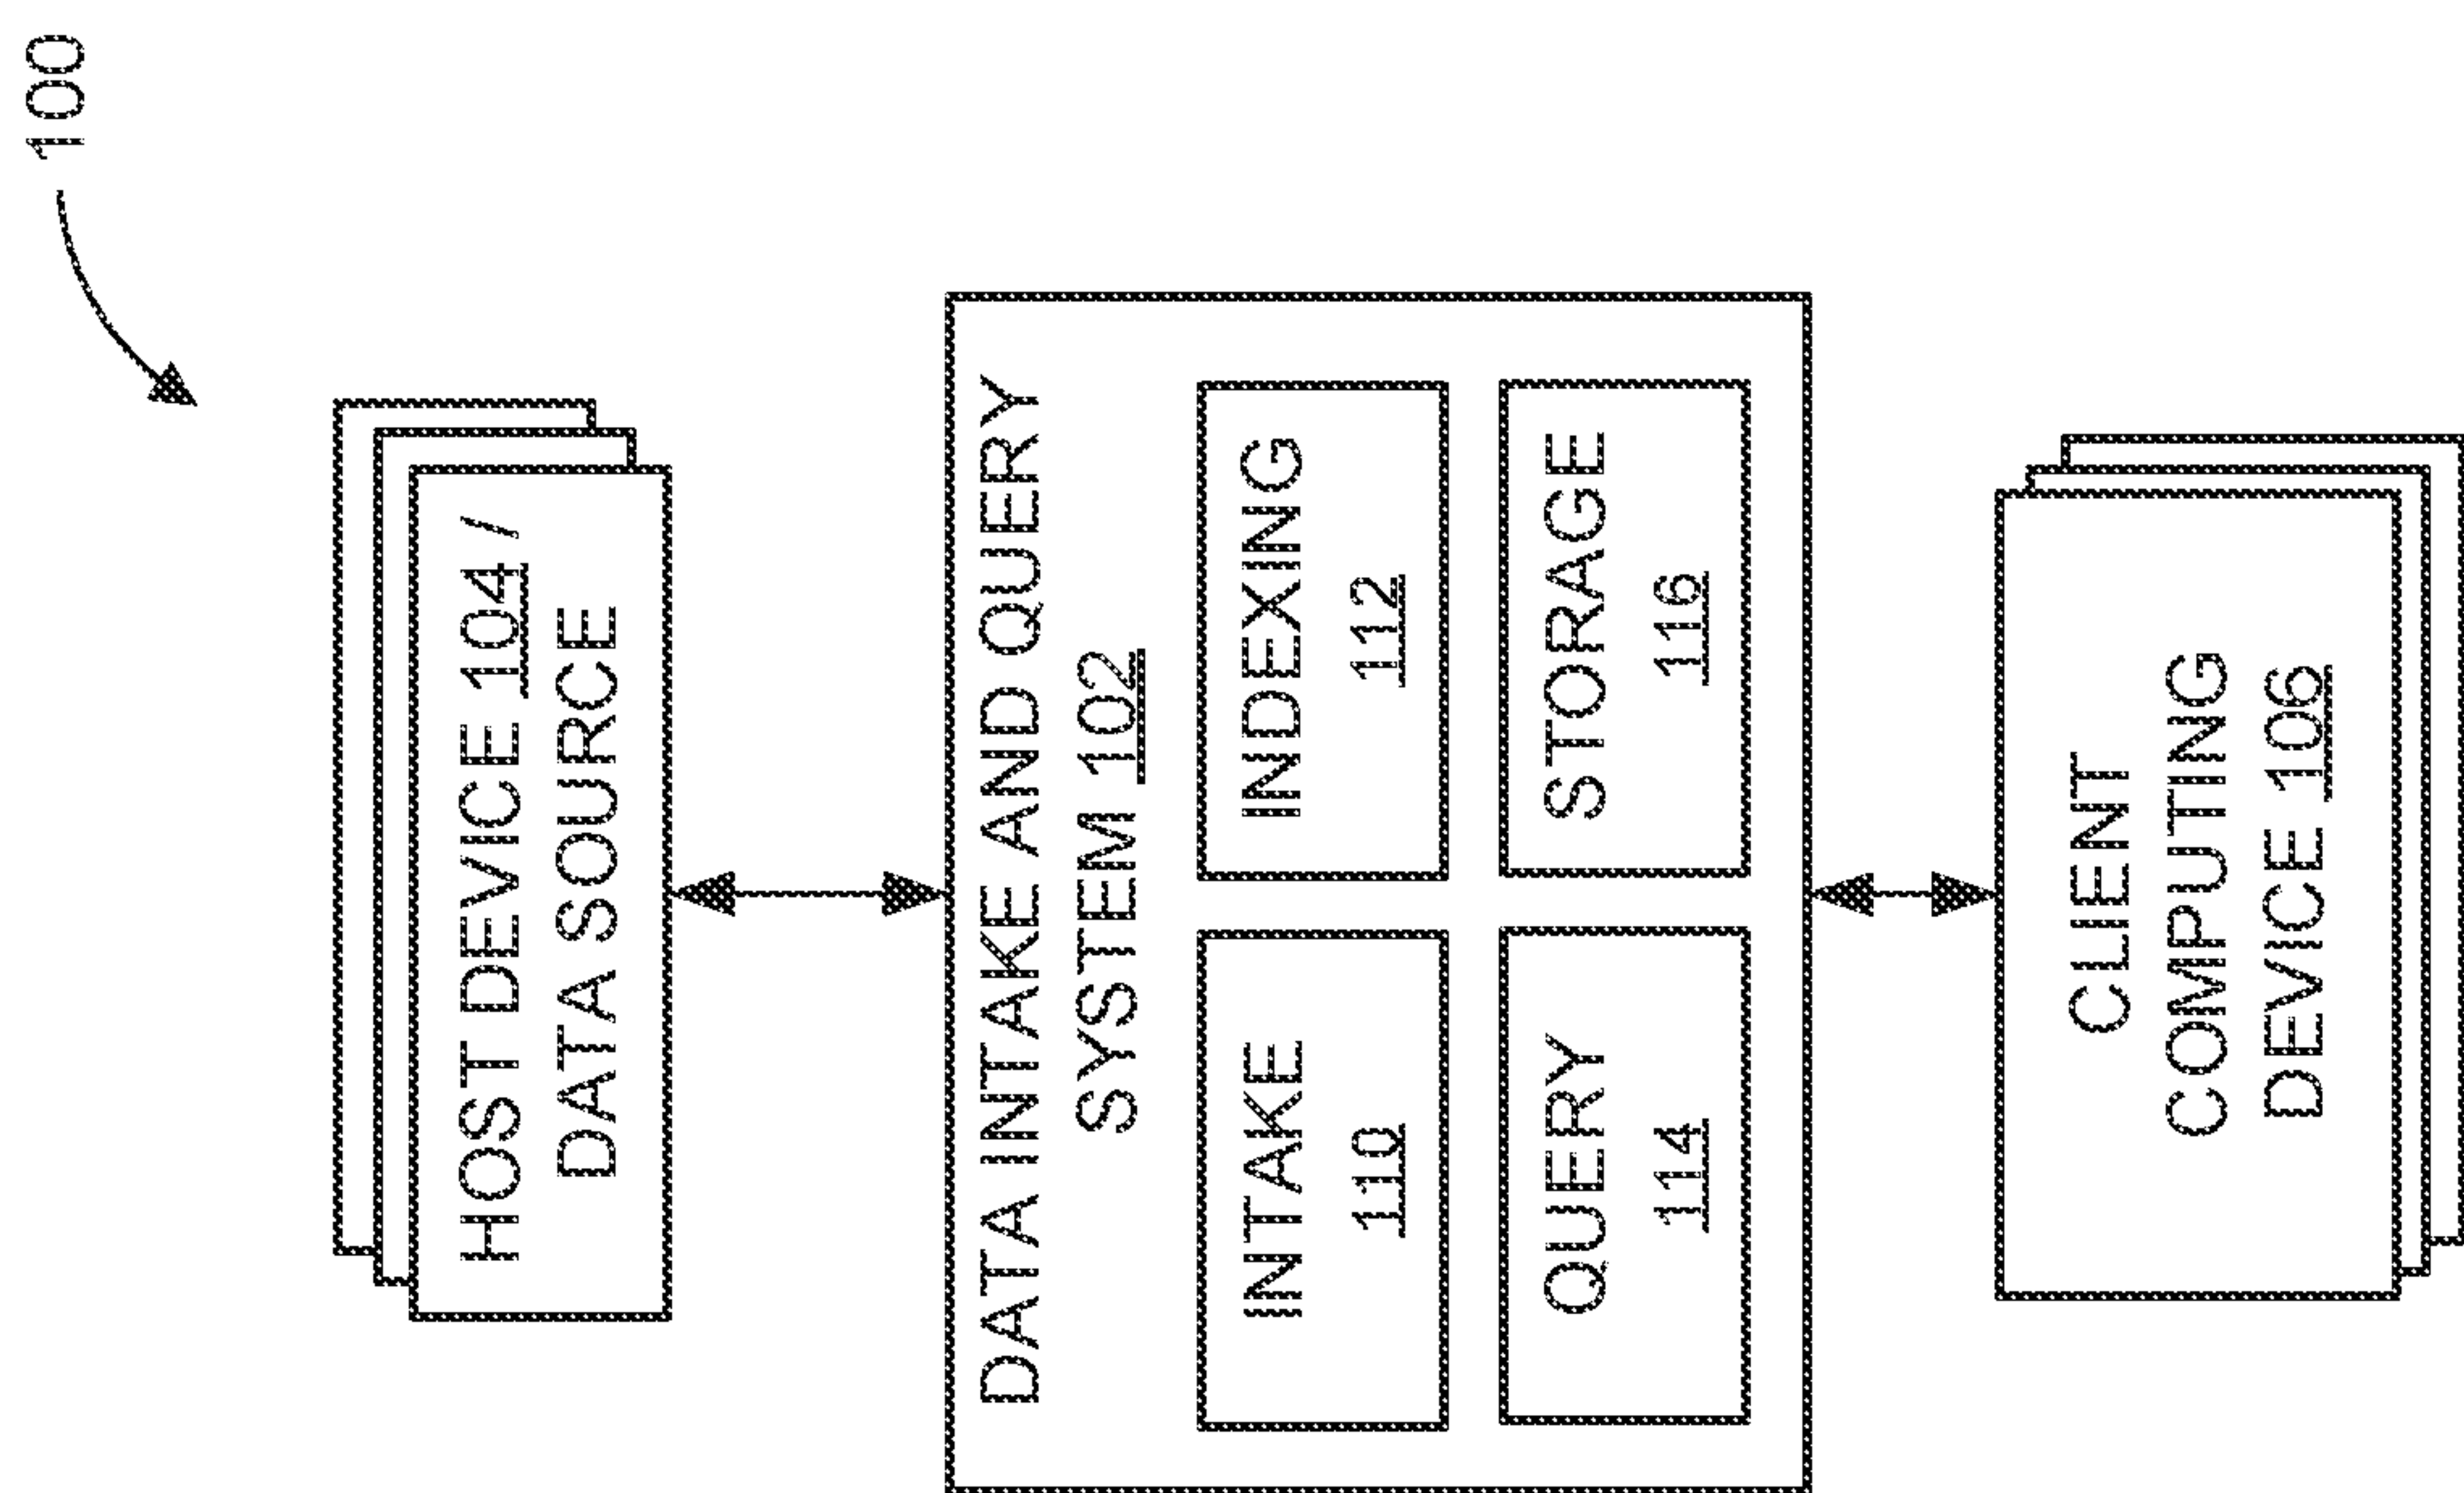 100
HOST DEVICE 104 /
DATA SOURCE
DATA INTAKE AND QUERY
SYSTEM 102
INTAKE
110
INDEXING
112
QUERY
114
STORAGE
116
CLIENT
COMPUTING
DEVICE 106